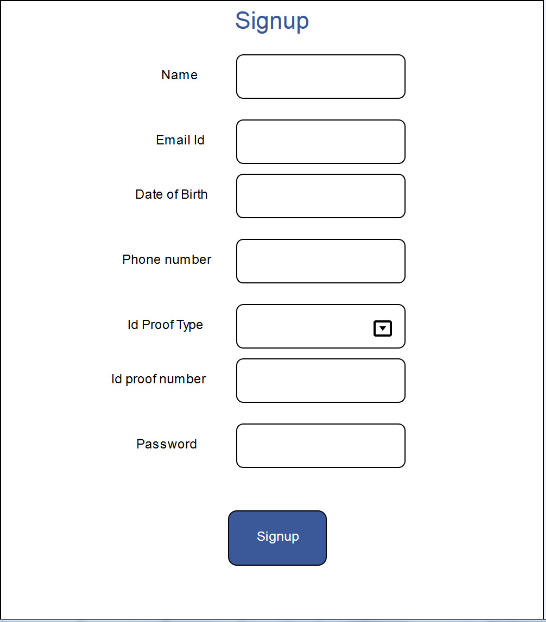 Signup
Name
Email Id
Date of Birth
Phone number
Id Proof Type
Id proof number
Password
Signup